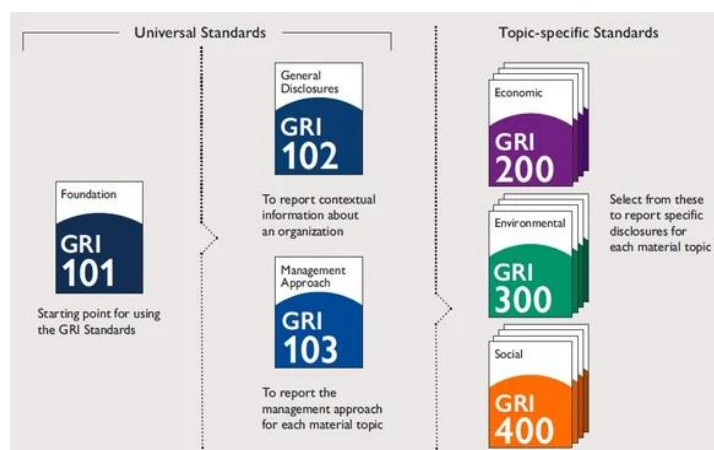 Universal Standards
Topic-specific Standards
Foundation
GRI
101
Starting point for using
the GRI Standards
General
Disclosures
GRI
102
To report contextual
information about
an organization
Management
Approach
GRI
103
To report the
management approach
for each material topic
Economic
GRI
200
Environmental
GRI
300
Social
GRI
400
Select from these
to report specific
disclosures for
each material topic